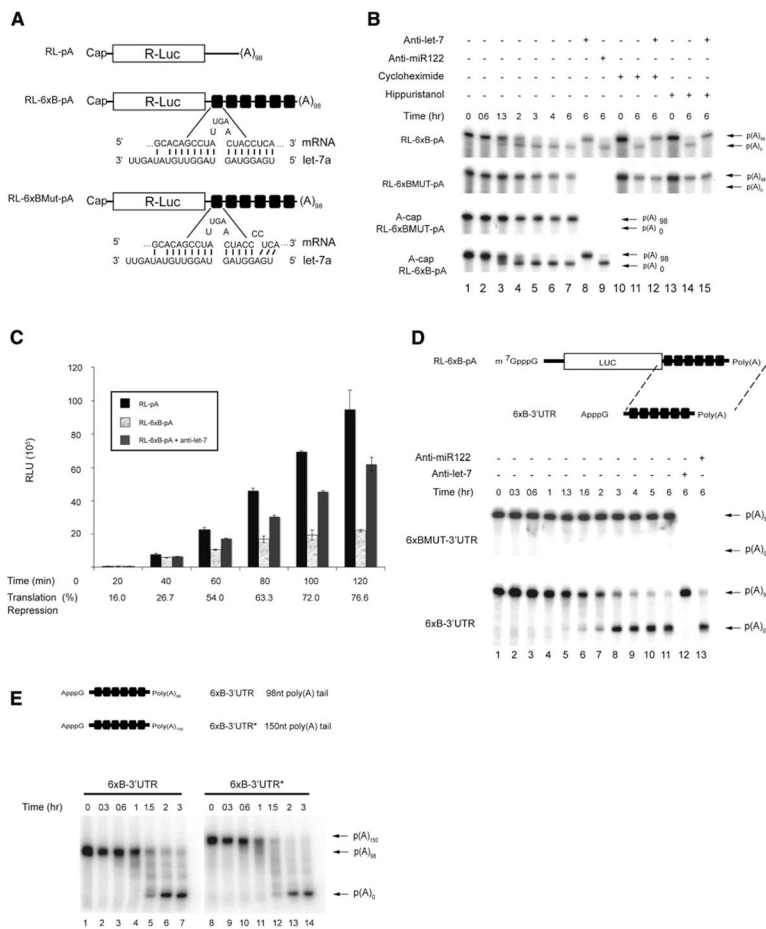 A
RL-pA Cap R-Luc (A)98
RL-6xB-pA Cap R-Luc (A)98
UGA
U A
5' ...GCACAGCCUA CUACCUCA... 3' mRNA
3' UUGAUAUGUUGGAU GAUGGAGU 5' let-7a
RL-6xBMut-pA Cap R-Luc (A)98
UGA
U A CC
5' ...GCACAGCCUA CUACC UCA... 3' mRNA
3' UUGAUAUGUUGGAU GAUGGAGU 5' let-7a
B
Anti-let-7 - - - - - - - + - - - + - - +
Anti-miR122 - - - - - - - - + - - - - - -
Cycloheximide - - - - - - - - - + + + - - -
Hippuristanol - - - - - - - - - - - - + + +
Time (hr) 0 06 13 2 3 4 6 6 6 0 6 6 0 6 6
RL-6xB-pA p(A)98
p(A)0
RL-6xBMUT-pA p(A)98
p(A)0
A-cap
RL-6xBMUT-pA p(A) 98
p(A) 0
A-cap
RL-6xB-pA p(A) 98
p(A) 0
1 2 3 4 5 6 7 8 9 10 11 12 13 14 15
C
RLU (10⁵)
120
100
80
60
40
20
RL-pA
RL-6xB-pA
RL-6xB-pA + anti-let-7
Time (min) 0 20 40 60 80 100 120
Translation (%) 16.0 26.7 54.0 63.3 72.0 76.6
Repression
D
RL-6xB-pA m 7GpppG LUC Poly(A)
6xB-3'UTR ApppG Poly(A)
Anti-miR122 - - - - - - - - - - - - +
Anti-let-7 - - - - - - - - - - - + -
Time (hr) 0 03 06 1 13 16 2 3 4 5 6 6 6
6xBMUT-3'UTR
p(A)0
6xB-3'UTR
p(A)0
1 2 3 4 5 6 7 8 9 10 11 12 13
E
ApppG Poly(A)98 6xB-3'UTR 98nt poly(A) tail
ApppG Poly(A)150 6xB-3'UTR* 150nt poly(A) tail
6xB-3'UTR 6xB-3'UTR*
Time (hr) 0 03 06 1 1.5 2 3 0 03 06 1 1.5 2 3
p(A)150
p(A)98
p(A)0
1 2 3 4 5 6 7 8 9 10 11 12 13 14